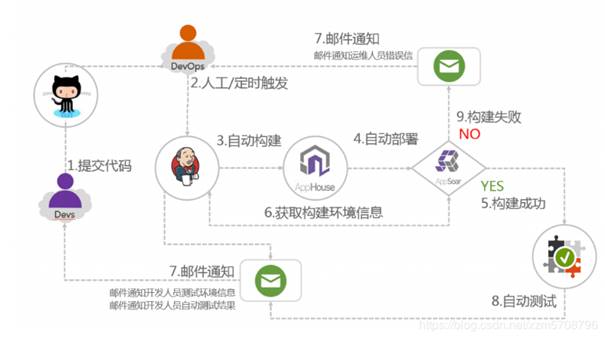 7.邮件通知
邮件通知运维人员错误信
DevOps
2.人工/定时触发
9.构建失败
NO
3.自动构建
4.自动部署
1.提交代码
AppHouse
AppSoar
YES
5.构建成功
Devs
6.获取构建环境信息
7.邮件通知
邮件通知开发人员测试环境信息
邮件通知开发人员自动测试结果
8.自动测试
https://blog.csdn.net/xzm5708796